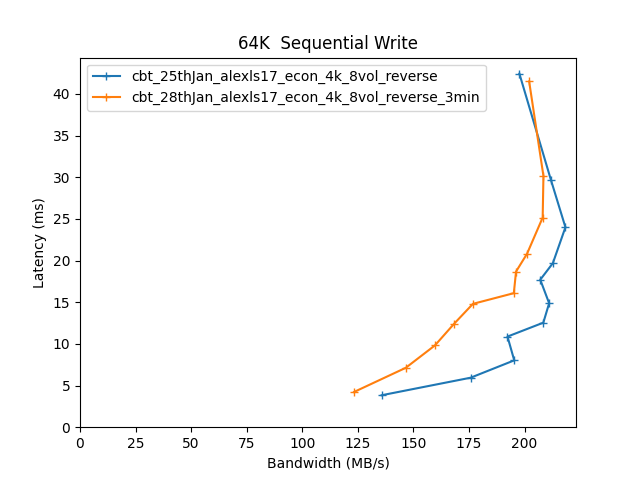 64K  Sequential Write
cbt_25thJan_alexls17_econ_4k_8vol_reverse
cbt_28thJan_alexls17_econ_4k_8vol_reverse_3min
Latency (ms)
40
35
30
25
20
15
10
5
0
0 25 50 75 100 125 150 175 200
Bandwidth (MB/s)